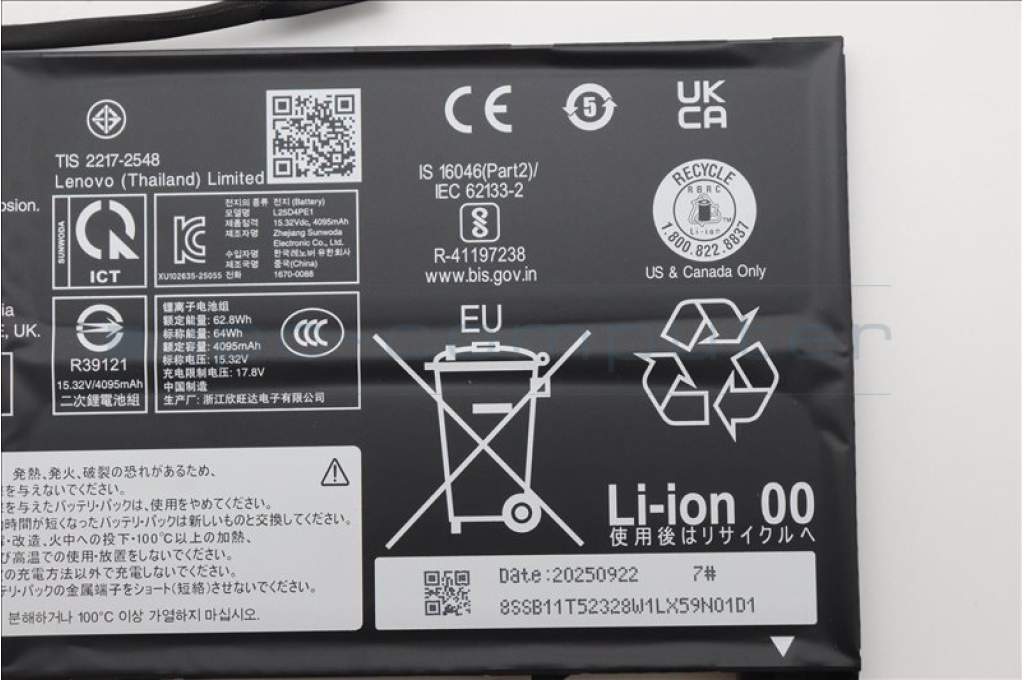 TIS 2217-2548
Lenovo (Thailand) Limited
osion.
SUNWODA
ICT
전지의 종류 전지 (Battery)
모델명 L25D4PE1
제품질격 15.32Vdc, 4095mAh
제조자명 Zhejiang Sunwoda
Electronic Co., Ltd.
수입자명 한국레노버 유한회사
제조국명 중국(China)
전화 1670-0088
XU102635-25055
CE
5
UK
CA
IS 16046(Part2)/
IEC 62133-2
R-41197238
www.bis.gov.in
RECYCLE
RBRC
TM
Li-ion
1.800.822.8837
US & Canada Only
ia
E, UK.
R39121
15.32V/4095mAh
二次鋰電池組
锂离子电池组
额定能量: 62.8Wh
标称能量: 64Wh
额定容量: 4095mAh
标称电压: 15.32V
充电限制电压: 17.8V
中国制造
生产厂: 浙江欣旺达电子有限公司
CCC
EU
発熱、発火、破裂の恐れがあるため、
を与えないでください。
を与えたバッテリ・パックは、使用をやめてください。
時間が短くなったバッテリ・パックは新しいものと交換してください。
・改造、火中への投下・100℃以上の加熱、
び高温での使用・放置をしないでください。
の充電方法以外で充電しないでください。
テリ・パックの金属端子をショート(短絡)させないでください。
분해하거나 100°C 이상 가열하지 마십시오.
Li-ion 00
使用後はリサイクルへ
Date:20250922 7#
8SSB11T52328W1LX59N01D1